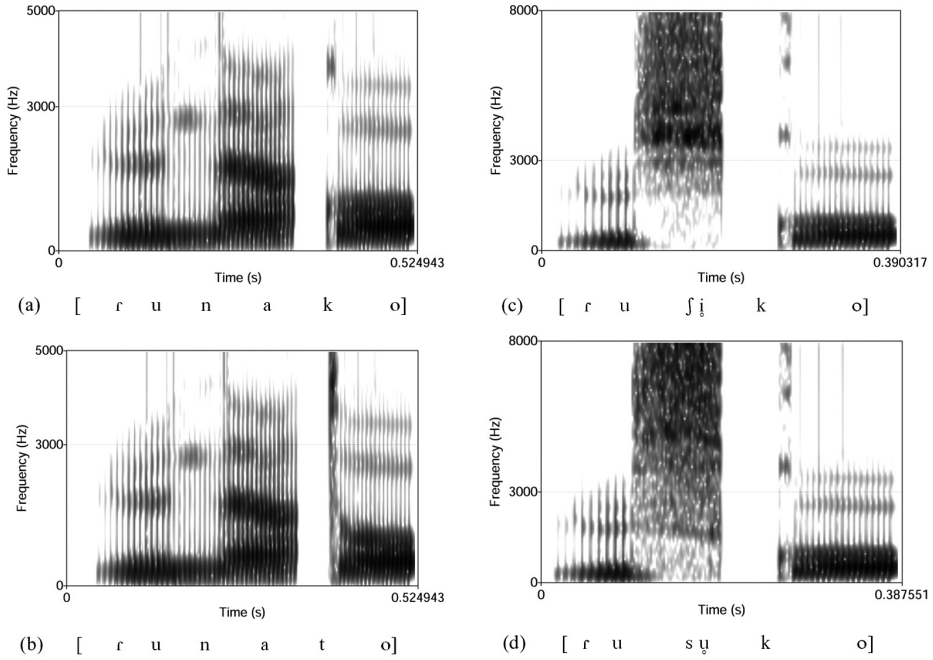 5000
3000
0
Frequency (Hz)
0 0.524943
Time (s)
(a) [ ɾ u n a k o]
5000
3000
0
Frequency (Hz)
0 0.524943
Time (s)
(b) [ ɾ u n a t o]
8000
3000
0
Frequency (Hz)
0 0.390317
Time (s)
(c) [ ɾ u ʃ i̥ k o]
8000
3000
0
Frequency (Hz)
0 0.387551
Time (s)
(d) [ ɾ u s u̥ k o]